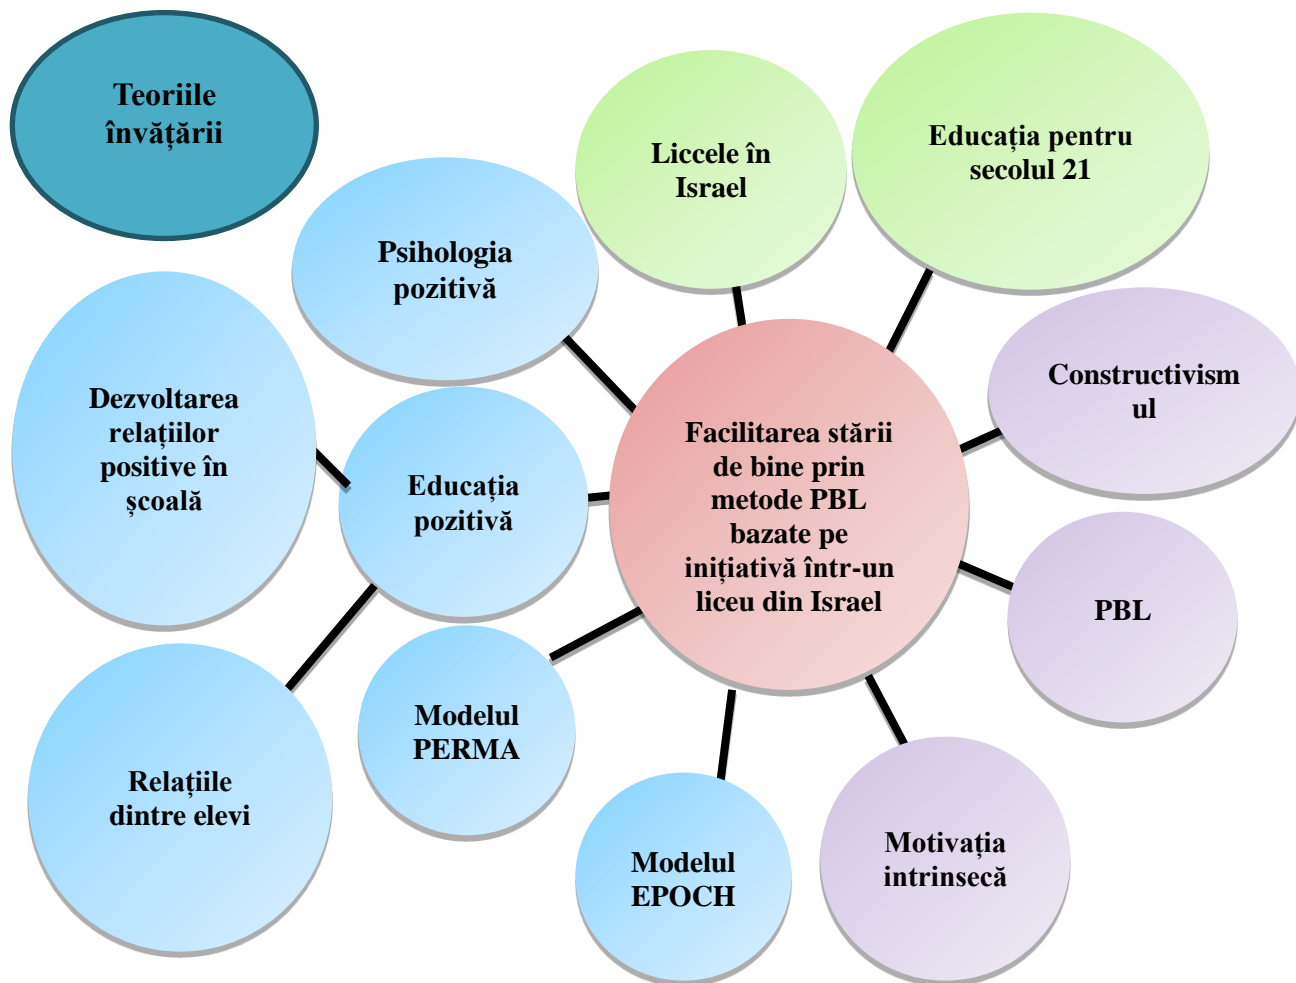 Teoriile
învățării
Liccele în
Israel
Educația pentru
secolul 21
Psihologia
pozitivă
Constructivism
ul
Dezvoltarea
relațiilor
positive în
școală
Educația
pozitivă
Facilitarea stării
de bine prin
metode PBL
bazate pe
inițiativă într-un
liceu din Israel
PBL
Modelul
PERMA
Relațiile
dintre elevi
Modelul
EPOCH
Motivația
intrinsecă